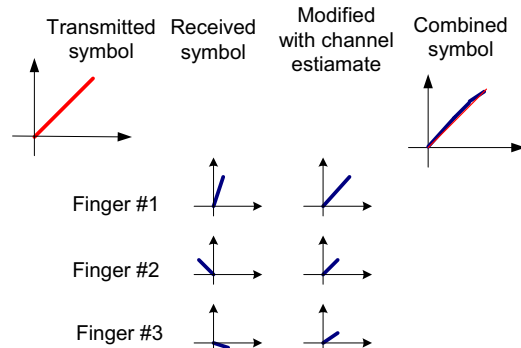 Transmitted
symbol
Received
symbol
Modified
with channel
estiamate
Combined
symbol
Finger #1
Finger #2
Finger #3